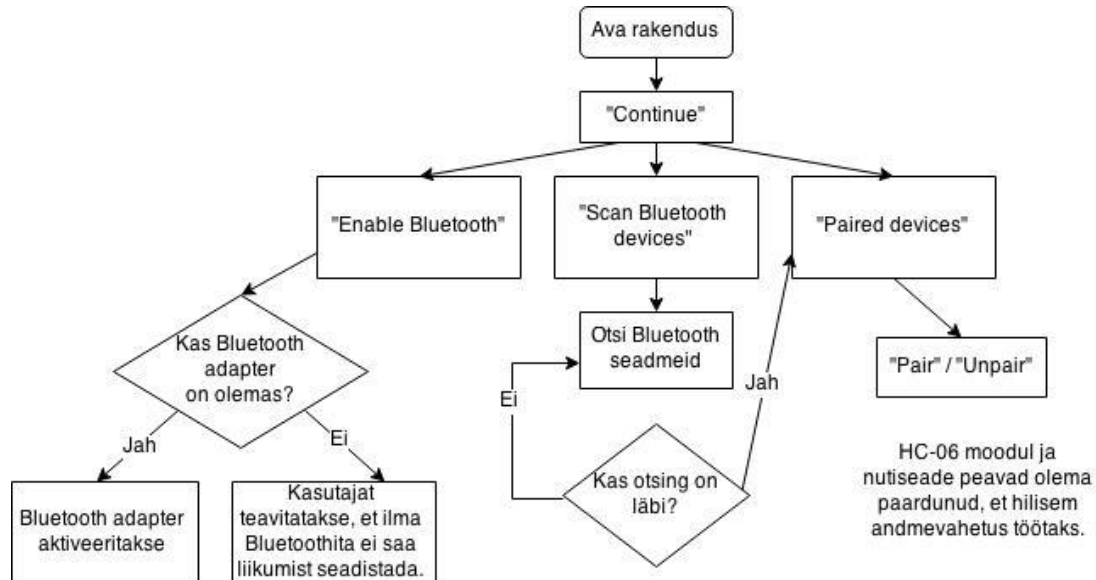 Ava rakendus
"Continue"
"Enable Bluetooth"
"Scan Bluetooth
devices"
"Paired devices"
Kas Bluetooth
adapter
on olemas?
Otsi Bluetooth
seadmeid
"Pair" / "Unpair"
Ei
Jah
Jah
Ei
Kas otsing on
läbi?
HC-06 moodul ja
nutiseade peavad olema
paardunud, et hilisem
andmevahetus töötaks.
Bluetooth adapter
aktiveeritakse
Kasutajat
teavitatakse, et ilma
Bluetoothita ei saa
liikumist seadistada.